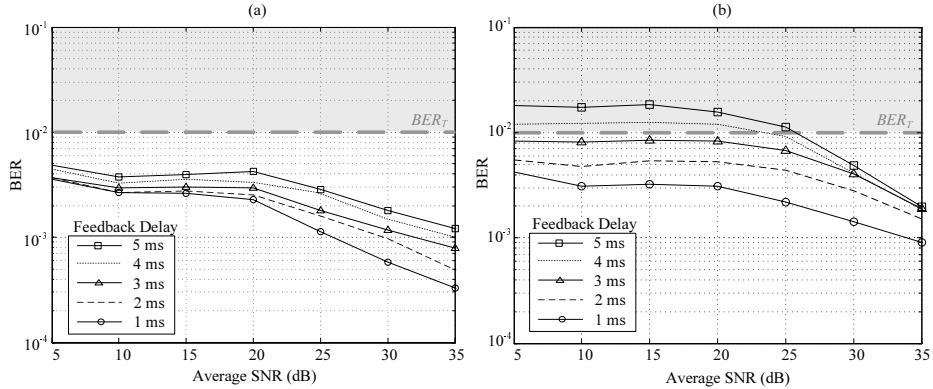 (a)
10^-1
10^-2
10^-3
10^-4
BER
BER_T
Feedback Delay
5 ms
4 ms
3 ms
2 ms
1 ms
5 10 15 20 25 30 35
Average SNR (dB)
(b)
10^-1
10^-2
10^-3
10^-4
BER
BER_T
Feedback Delay
5 ms
4 ms
3 ms
2 ms
1 ms
5 10 15 20 25 30 35
Average SNR (dB)